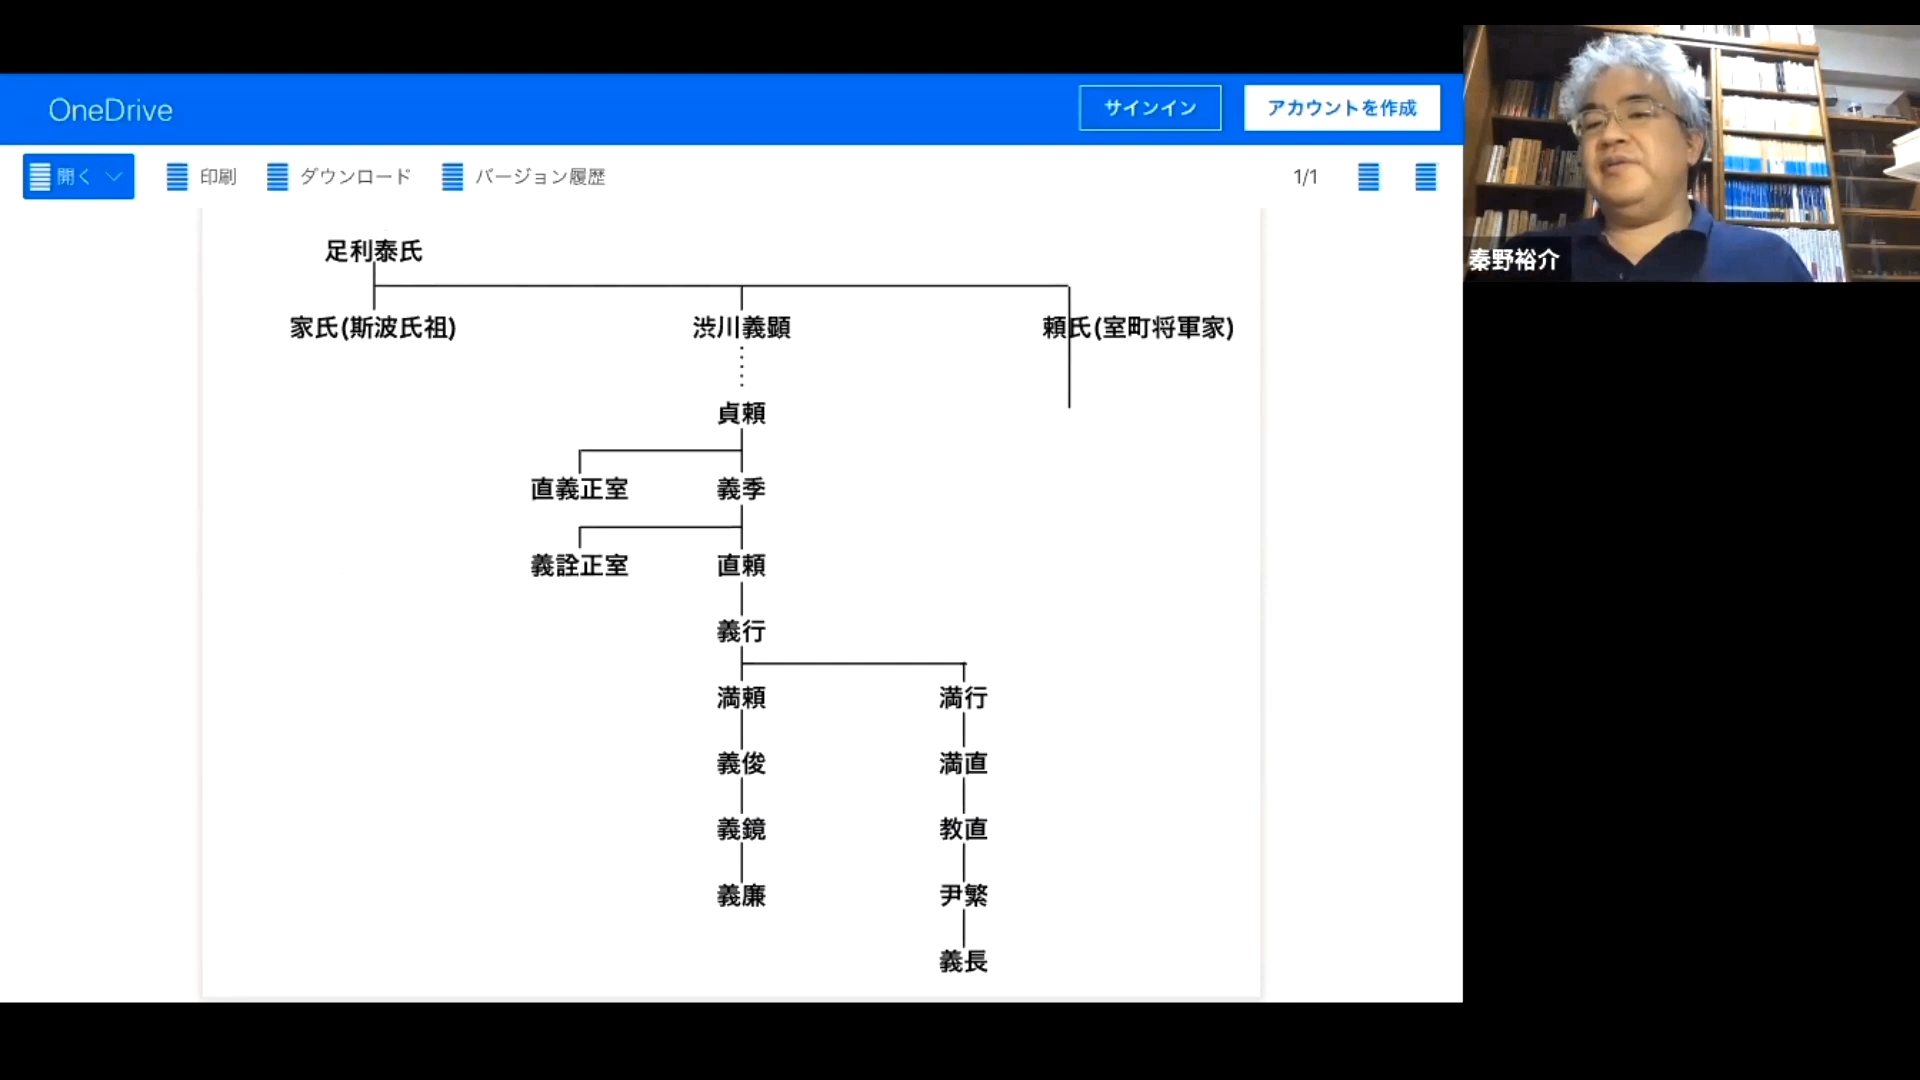 OneDrive
サインイン
アカウントを作成
開く
印刷
ダウンロード
バージョン履歴
1/1
足利泰氏
家氏(斯波氏祖)
渋川義顕
頼氏(室町将軍家)
貞頼
直義正室
義季
義詮正室
直頼
義行
満頼
満行
義俊
満直
義鏡
教直
義廉
尹繁
義長
秦野裕介